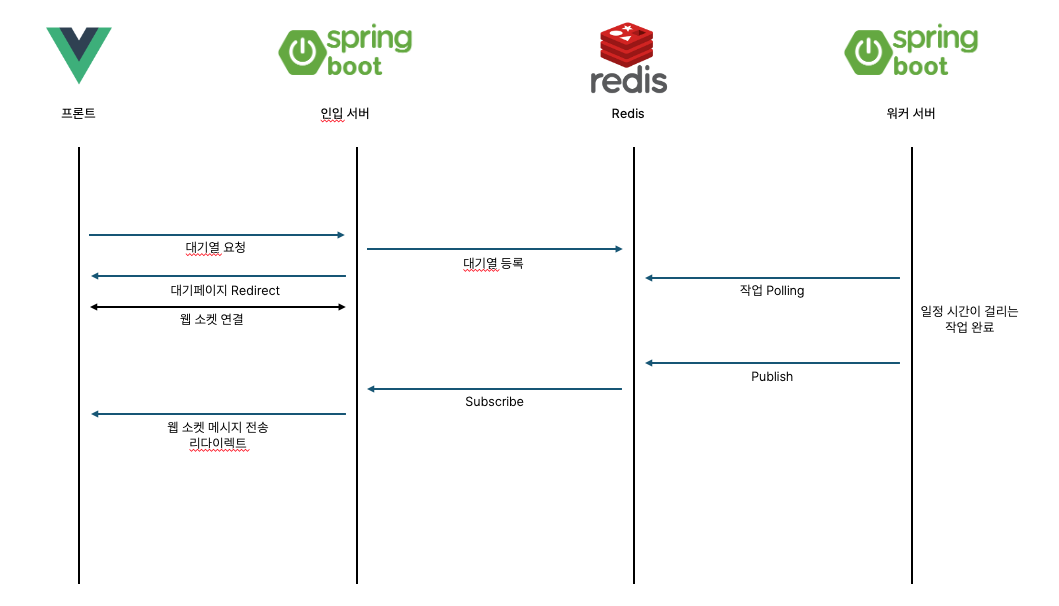 spring
boot
redis
spring
boot
프론트
인입 서버
Redis
워커 서버
대기열 요청
대기열 등록
대기페이지 Redirect
작업 Polling
웹 소켓 연결
일정 시간이 걸리는
작업 완료
Publish
Subscribe
웹 소켓 메시지 전송
리다이렉트